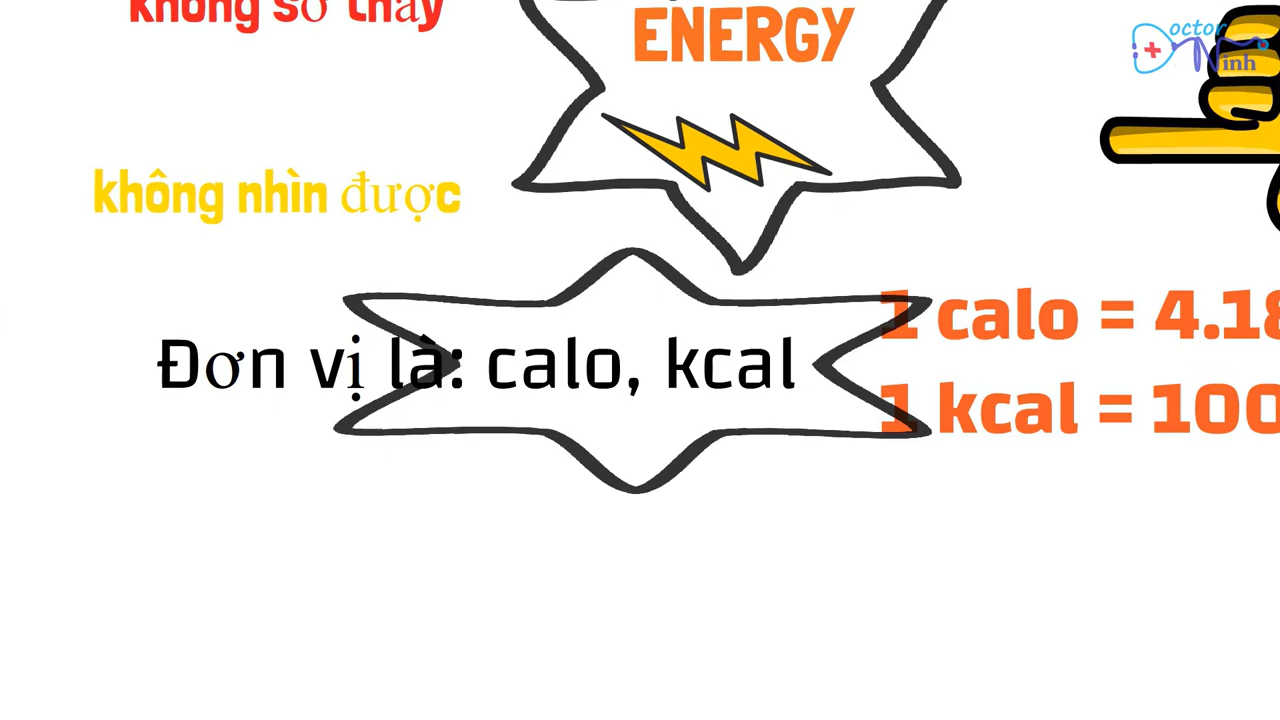 không sờ thấy
ENERGY
Doctor
Ninh
không nhìn được
1 calo = 4.18
Đơn vị là: calo, kcal
1 kcal = 100